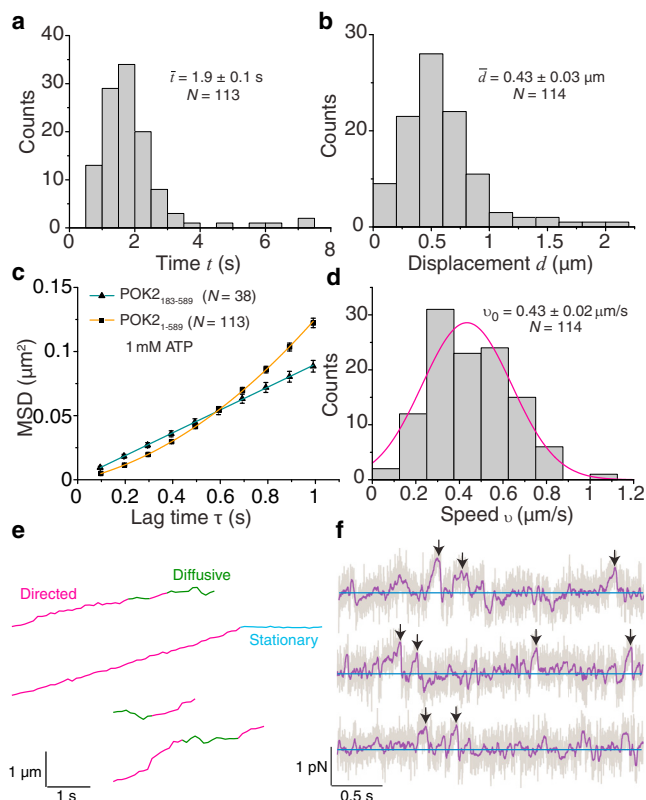 a
t̄ = 1.9 ± 0.1 s
N = 113
Counts
0
10
20
30
40
0
2
4
6
8
Time t (s)
b
d̄ = 0.43 ± 0.03 μm
N = 114
Counts
0
10
20
30
0
0.5
1
1.5
2
Displacement d (μm)
c
POK2183-589 (N = 38)
POK21-589 (N = 113)
1 mM ATP
MSD (μm²)
0
0.05
0.1
0.15
0
0.2
0.4
0.6
0.8
1
Lag time τ (s)
d
υ0 = 0.43 ± 0.02 μm/s
N = 114
Counts
0
10
20
30
0
0.4
0.8
1.2
Speed υ (μm/s)
e
Directed
Diffusive
Stationary
1 μm
1 s
f
1 pN
0.5 s